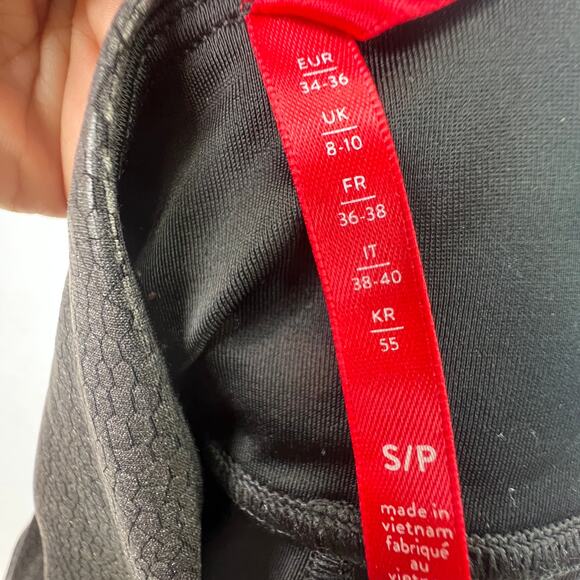 EUR
34-36
UK
8-10
FR
36-38
IT
38-40
KR
55
S/P
made in
vietnam
fabriqué
au